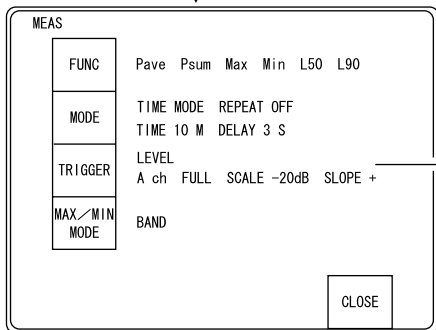 MEAS
FUNC Pave Psum Max Min L50 L90
MODE TIME MODE REPEAT OFF
TIME 10 M DELAY 3 S
LEVEL
TRIGGER A ch FULL SCALE -20dB SLOPE +
MAX/MIN
MODE BAND
CLOSE